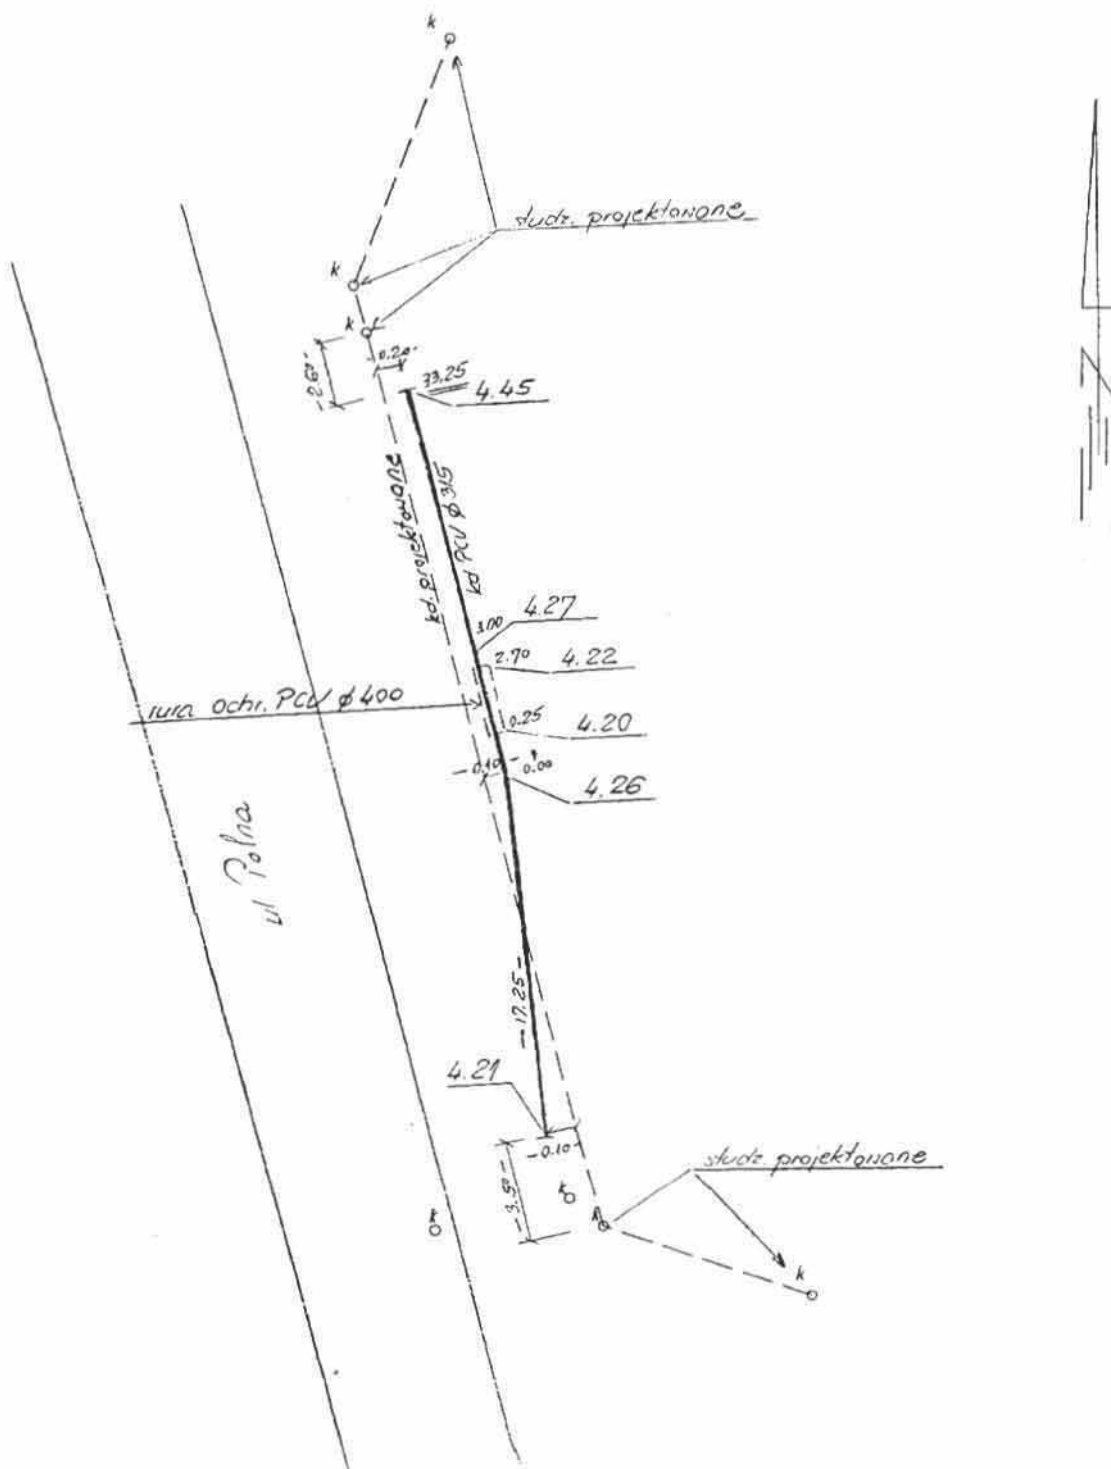 k
studz. projektowane
k
k
-0.20-
-2.60-
33.25
4.45
kd. projektowane
kd PCV ϕ 315
3.00
4.27
2.70
4.22
rura ochr. PCV ϕ 400
0.25
4.20
-0.10-
0.00
4.26
ul Polna
-17.25-
4.21
-0.10-
-3.50-
studz. projektowane
k
k
k
k
N